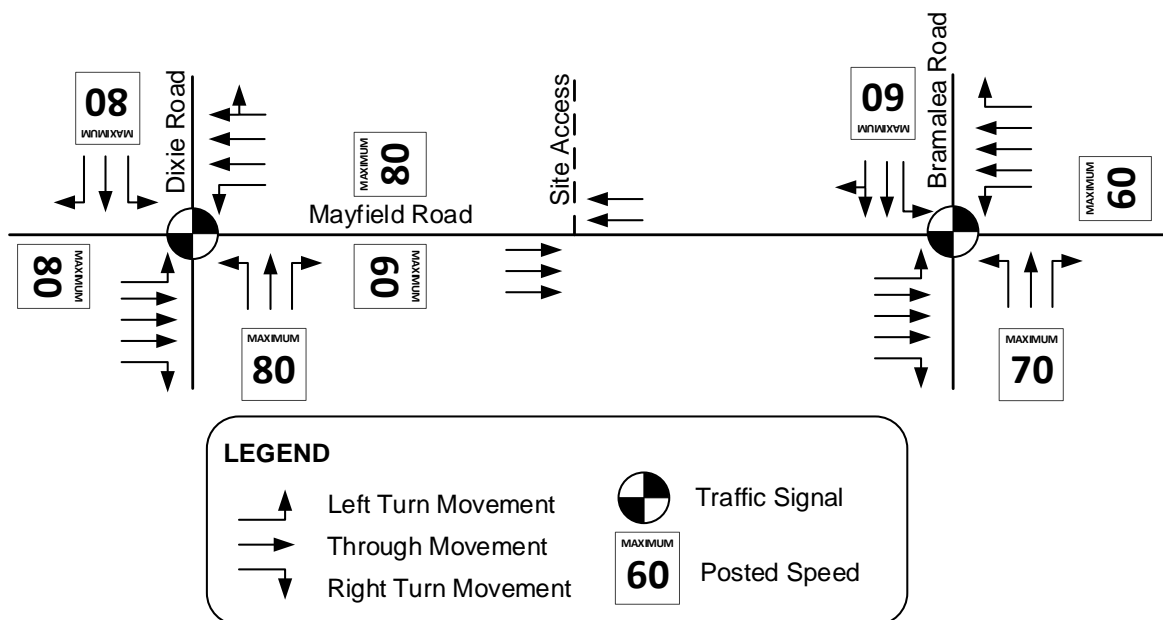 MAXIMUM
80
Dixie Road
MAXIMUM
80
Site Access
MAXIMUM
60
Bramalea Road
MAXIMUM
60
Mayfield Road
MAXIMUM
80
MAXIMUM
60
MAXIMUM
80
MAXIMUM
70
LEGEND
Left Turn Movement
Through Movement
Right Turn Movement
Traffic Signal
MAXIMUM
60
Posted Speed